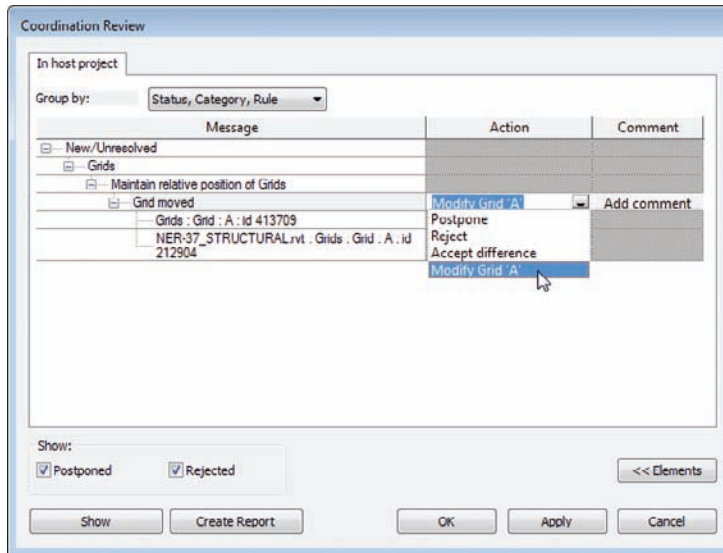 Coordination Review
In host project
Group by: Status, Category, Rule
Message Action Comment
New/Unresolved
Grids
Maintain relative position of Grids
Grid moved Modify Grid 'A' Add comment
Grids : Grid : A : id 413709
NER-37_STRUCTURAL.rvt : Grids : Grid : A : id
212904
Postpone
Reject
Accept difference
Modify Grid 'A'
Show:
Postponed Rejected
<< Elements
Show Create Report OK Apply Cancel